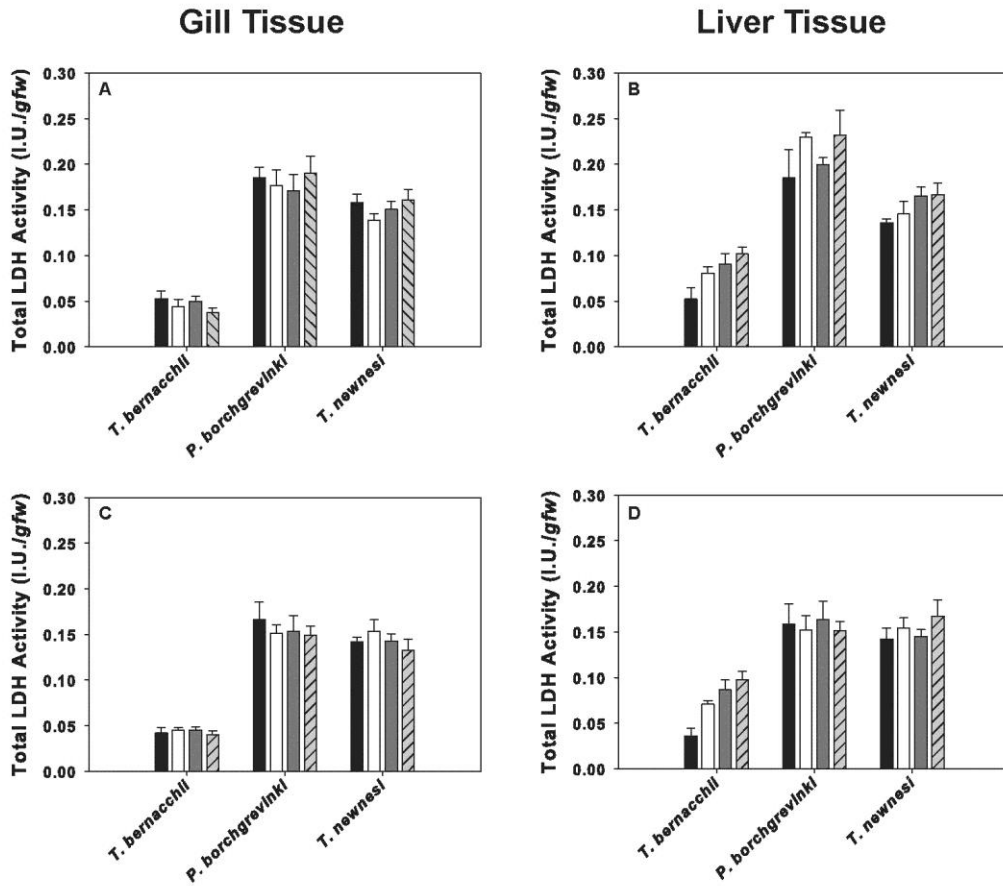 Gill Tissue
Liver Tissue
A
Total LDH Activity (I.U./gfw)
0.30
0.25
0.20
0.15
0.10
0.05
0.00
T. bernacchii
P. borchgrevinki
T. newnesi
B
Total LDH Activity (I.U./gfw)
0.30
0.25
0.20
0.15
0.10
0.05
0.00
T. bernacchii
P. borchgrevinki
T. newnesi
C
Total LDH Activity (I.U./gfw)
0.30
0.25
0.20
0.15
0.10
0.05
0.00
T. bernacchii
P. borchgrevinki
T. newnesi
D
Total LDH Activity (I.U./gfw)
0.30
0.25
0.20
0.15
0.10
0.05
0.00
T. bernacchii
P. borchgrevinki
T. newnesi